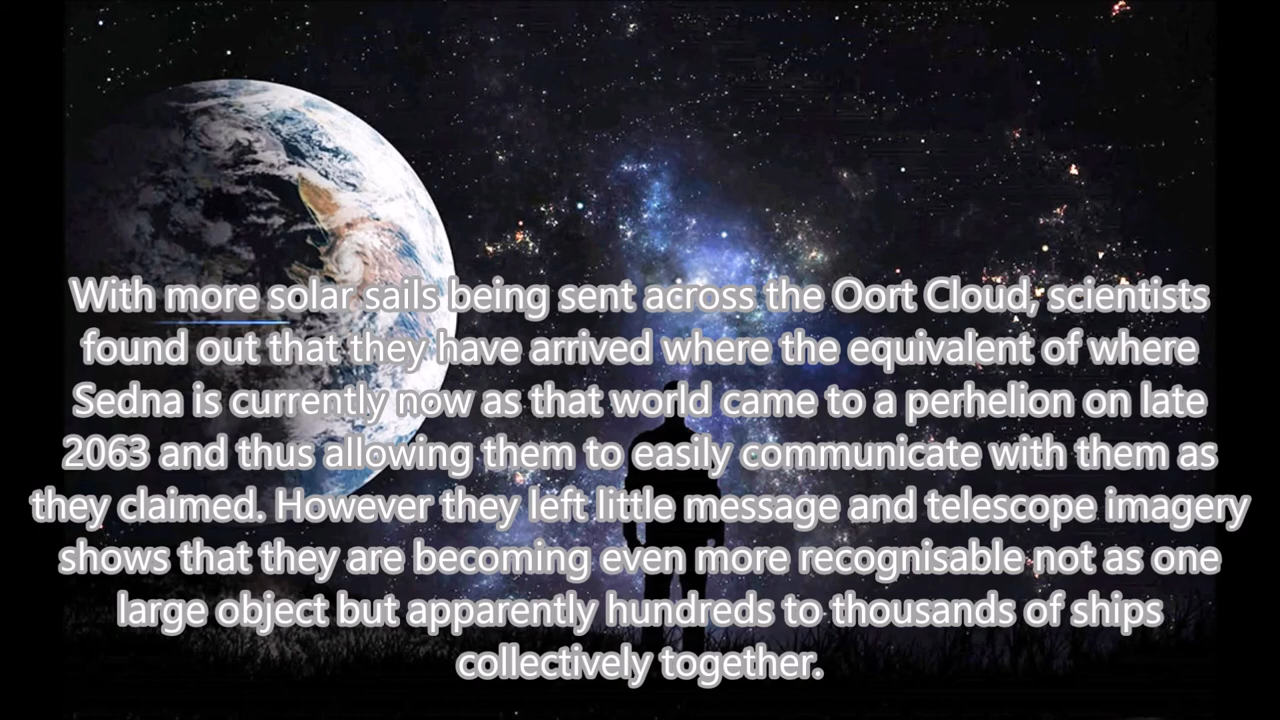 With more solar sails being sent across the Oort Cloud, scientists
found out that they have arrived where the equivalent of where
Sedna is currently now as that world came to a perhelion on late
2063 and thus allowing them to easily communicate with them as
they claimed. However they left little message and telescope imagery
shows that they are becoming even more recognisable not as one
large object but apparently hundreds to thousands of ships
collectively together.